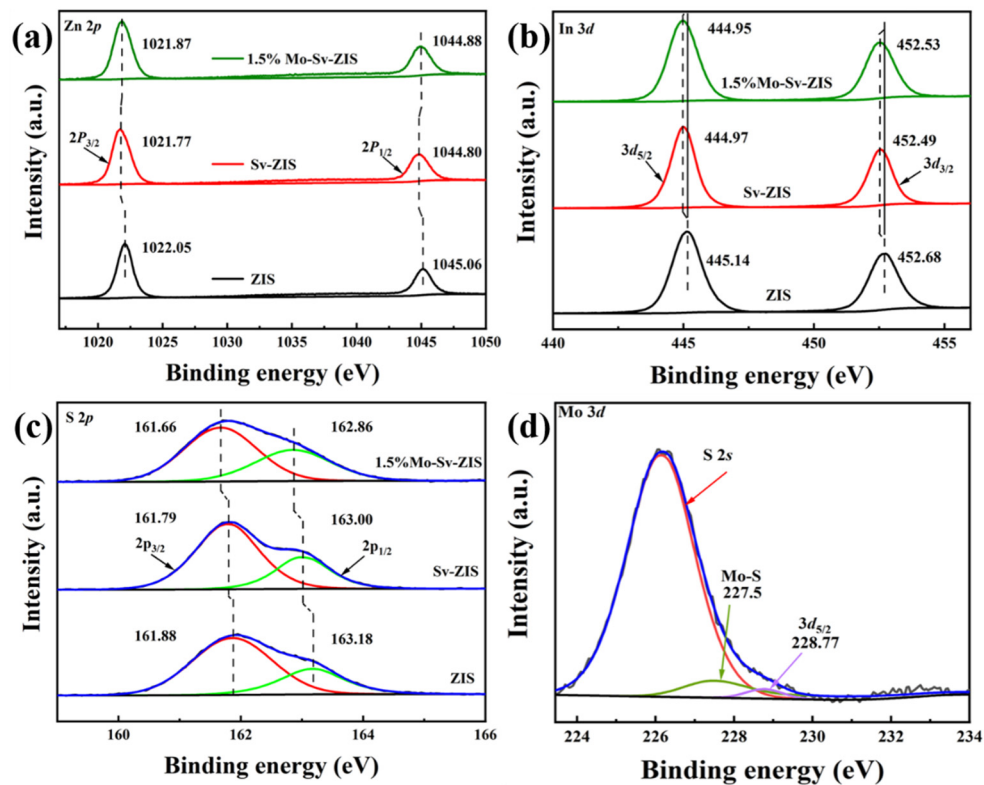 (a)
Zn 2p
1021.87
1.5% Mo-Sv-ZIS
1044.88
2P3/2
1021.77
Sv-ZIS
2P1/2
1044.80
1022.05
ZIS
1045.06
Intensity (a.u.)
1020 1025 1030 1035 1040 1045 1050
Binding energy (eV)
(b)
In 3d
444.95
452.53
1.5%Mo-Sv-ZIS
3d5/2
444.97
452.49
3d3/2
Sv-ZIS
445.14
452.68
ZIS
Intensity (a.u.)
440 445 450 455
Binding energy (eV)
(c)
S 2p
161.66
162.86
1.5%Mo-Sv-ZIS
161.79
163.00
2p3/2
2p1/2
Sv-ZIS
161.88
163.18
ZIS
Intensity (a.u.)
160 162 164 166
Binding energy (eV)
(d)
Mo 3d
S 2s
Mo-S
227.5
3d5/2
228.77
Intensity (a.u.)
224 226 228 230 232 234
Binding energy (eV)